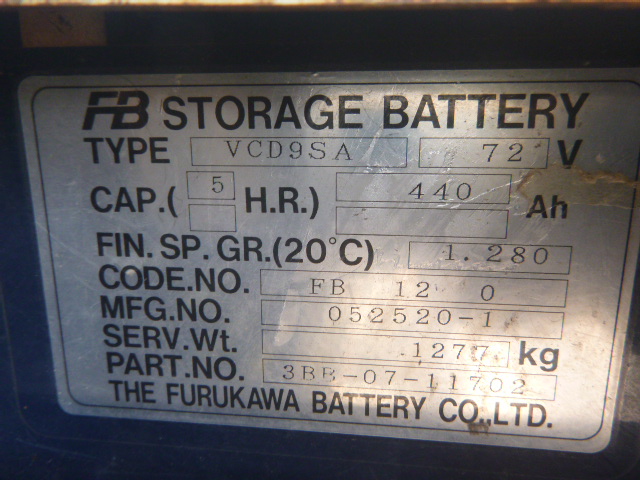 FB STORAGE BATTERY
TYPE VCD9SA 72 V
CAP.( 5 H.R.) 440 Ah
FIN. SP. GR.(20°C) 1.280
CODE.NO. FB 12 0
MFG.NO. 052520-1
SERV.Wt. 1277 kg
PART.NO. 3BB-07-11702
THE FURUKAWA BATTERY CO.,LTD.